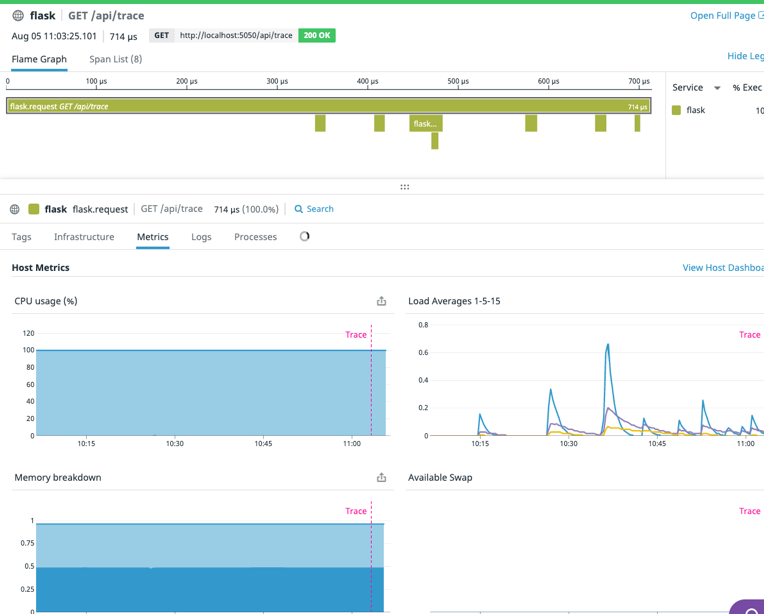 flask GET /api/trace Open Full Page
Aug 05 11:03:25.101 714 µs GET http://localhost:5050/api/trace 200 OK
Flame Graph Span List (8) Hide Leg
0 100 µs 200 µs 300 µs 400 µs 500 µs 600 µs 700 µs
Service % Exec
flask.request GET /api/trace 714 µs
flask 10
flask...
flask flask.request GET /api/trace 714 µs (100.0%) Search
Tags Infrastructure Metrics Logs Processes
Host Metrics View Host Dashboa
CPU usage (%)
Trace
120
100
80
60
40
20
0
10:15 10:30 10:45 11:00
Load Averages 1-5-15
Trace
0.8
0.6
0.4
0.2
0
10:15 10:30 10:45 11:00
Memory breakdown
Trace
1
0.75
0.5
0.25
0
Available Swap
Trace